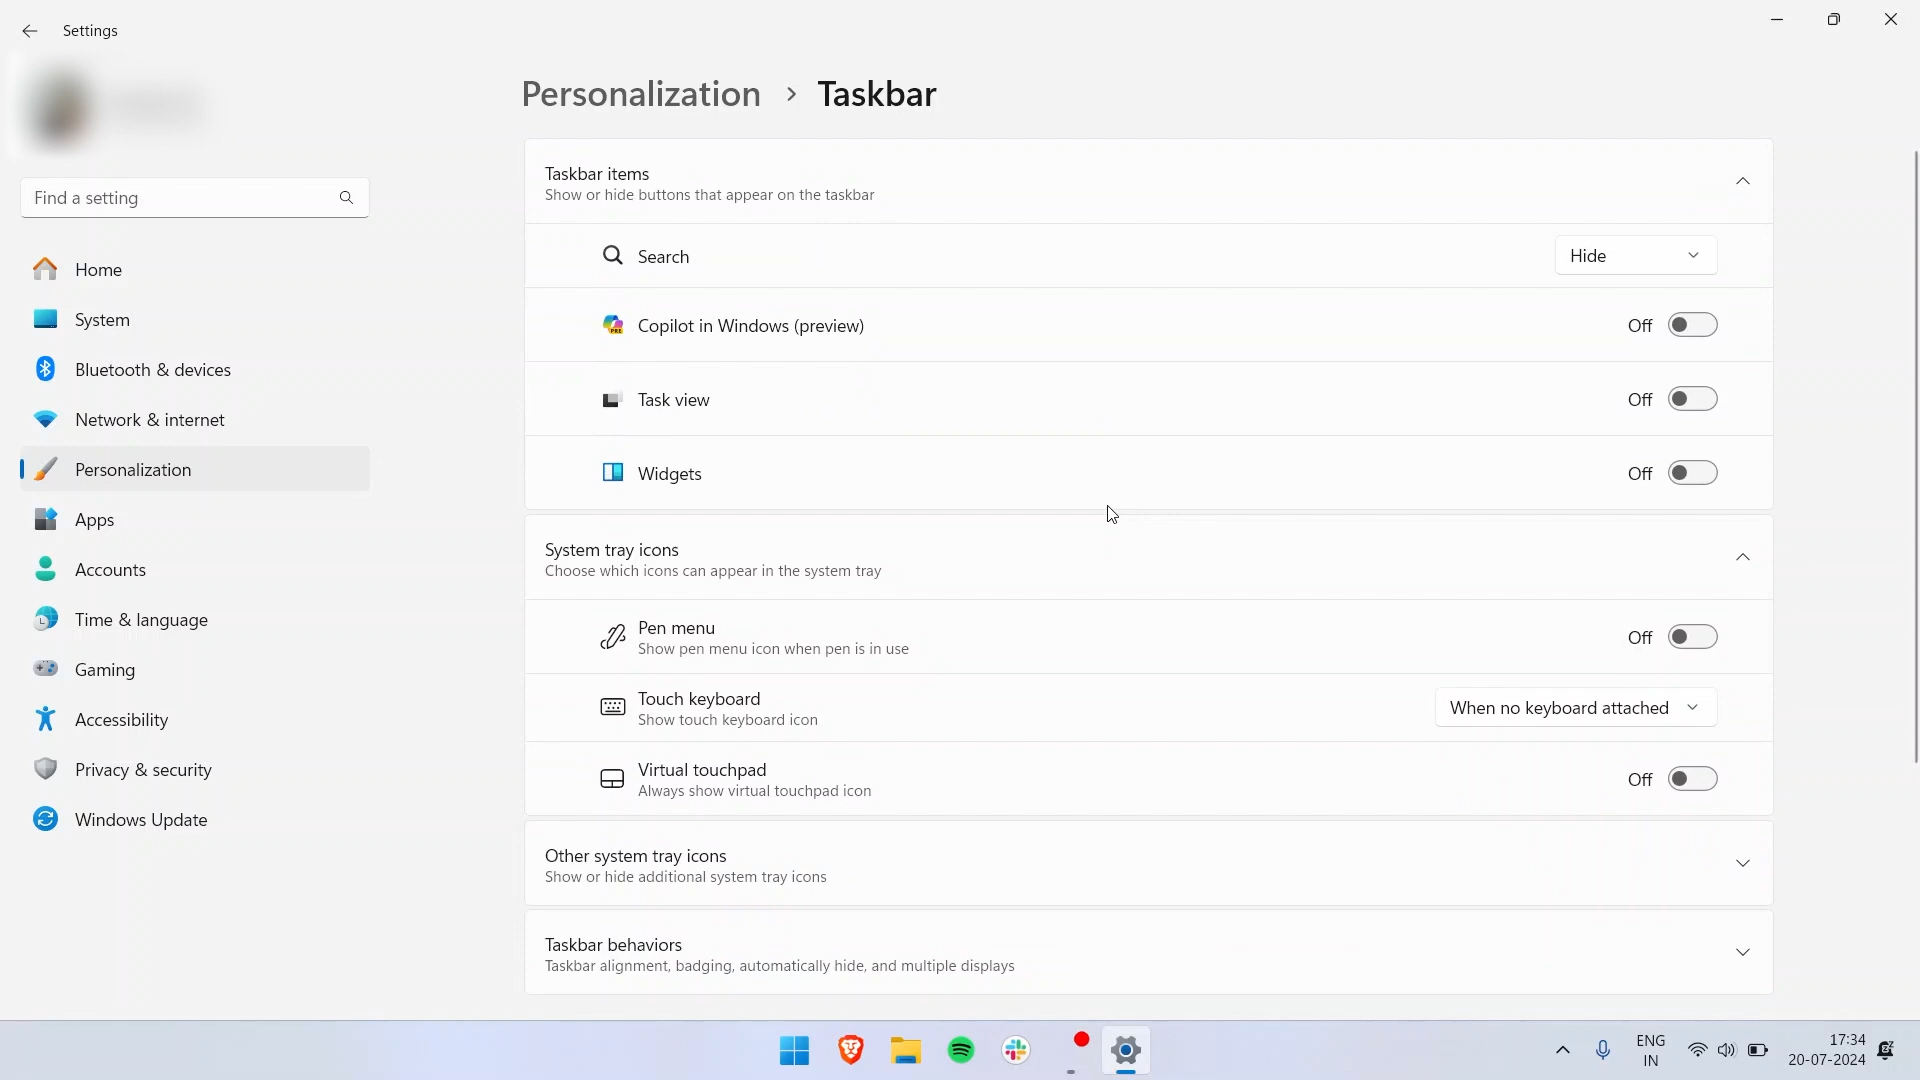 Settings
Find a setting
Home
System
Bluetooth & devices
Network & internet
Personalization
Apps
Accounts
Time & language
Gaming
Accessibility
Privacy & security
Windows Update
Personalization > Taskbar
Taskbar items
Show or hide buttons that appear on the taskbar
Search Hide
Copilot in Windows (preview) Off
Task view Off
Widgets Off
System tray icons
Choose which icons can appear in the system tray
Pen menu
Show pen menu icon when pen is in use
Off
Touch keyboard
Show touch keyboard icon
When no keyboard attached
Virtual touchpad
Always show virtual touchpad icon
Off
Other system tray icons
Show or hide additional system tray icons
Taskbar behaviors
Taskbar alignment, badging, automatically hide, and multiple displays
ENG
IN
17:34
20-07-2024